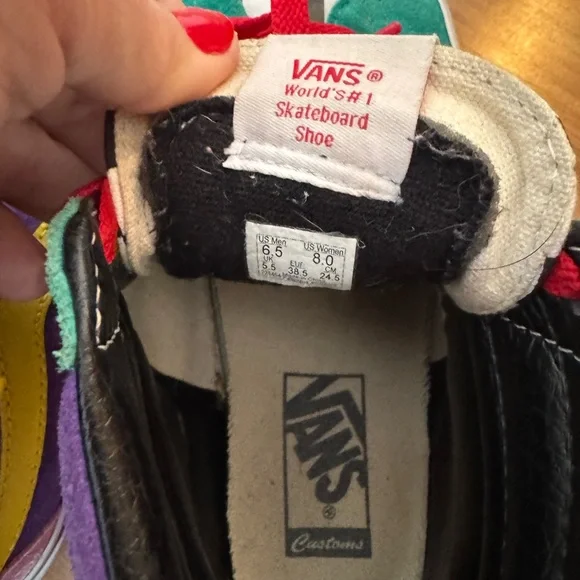 VANS®
World's #1
Skateboard
Shoe
US Men US Women
6.5 8.0
UK EUR CM
5.5 38.5 24.5
VANS®
Customs